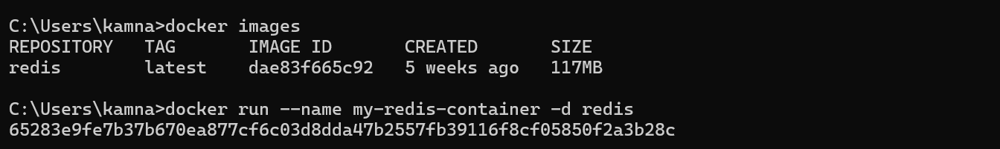 C:\Users\kamna>docker images
REPOSITORY   TAG       IMAGE ID       CREATED       SIZE
redis        latest    dae83f665c92   5 weeks ago   117MB
C:\Users\kamna>docker run --name my-redis-container -d redis
65283e9fe7b37b670ea877cf6c03d8dda47b2557fb39116f8cf05850f2a3b28c